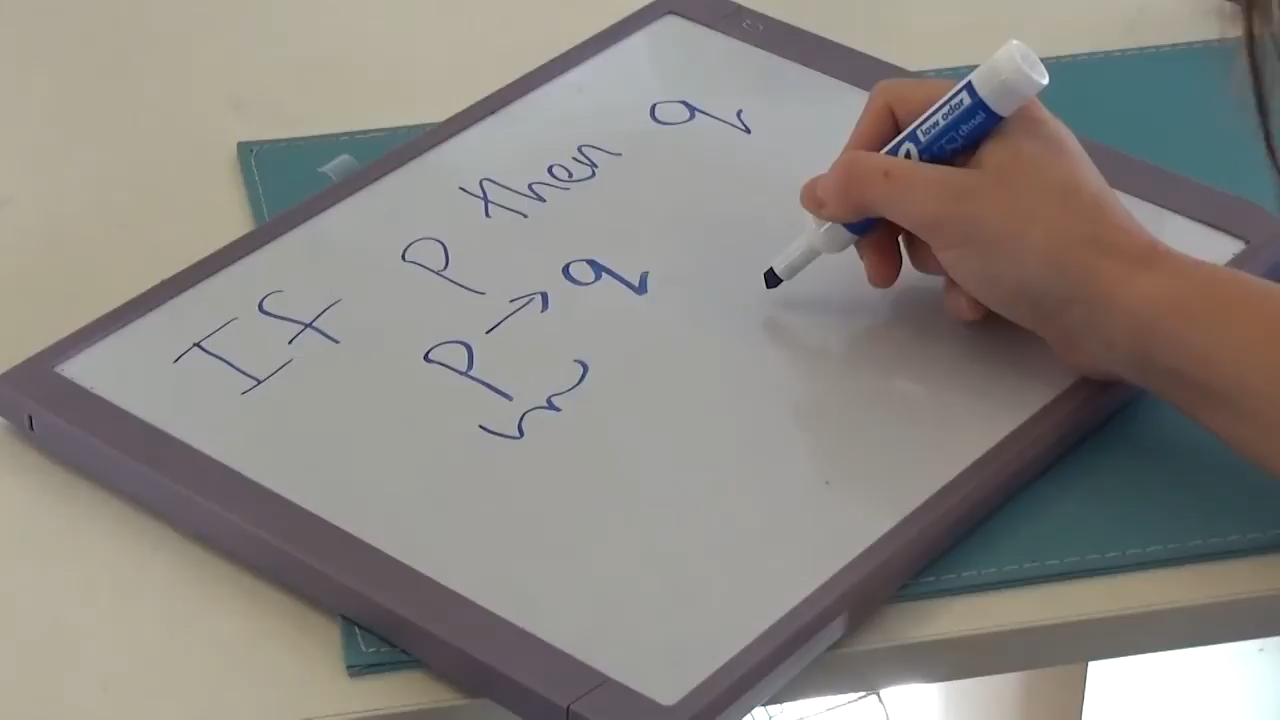 If P then q
P → q
low odor
chisel